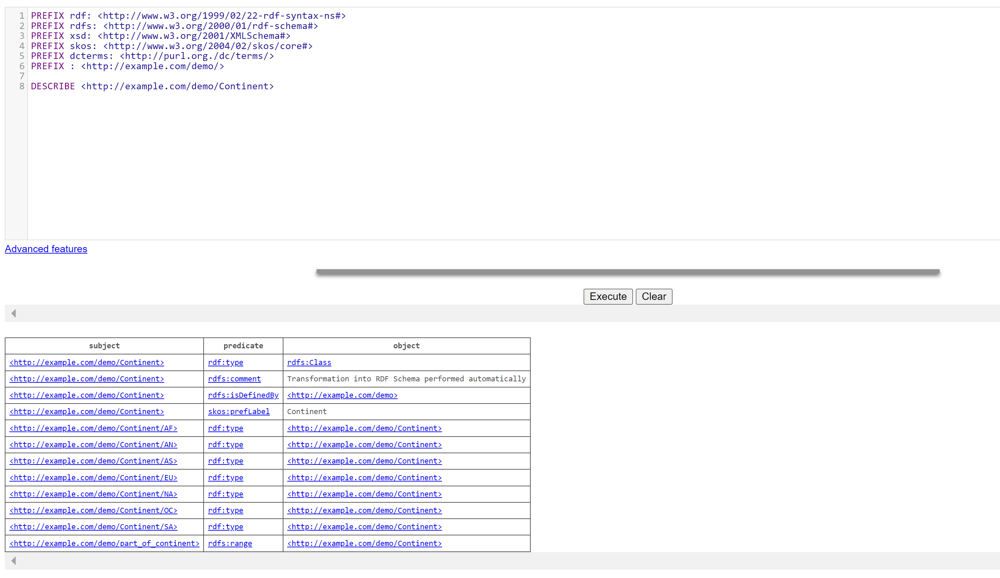 1 PREFIX rdf: <http://www.w3.org/1999/02/22-rdf-syntax-ns#>
2 PREFIX rdfs: <http://www.w3.org/2000/01/rdf-schema#>
3 PREFIX xsd: <http://www.w3.org/2001/XMLSchema#>
4 PREFIX skos: <http://www.w3.org/2004/02/skos/core#>
5 PREFIX dcterms: <http://purl.org./dc/terms/>
6 PREFIX : <http://example.com/demo/>
7
8 DESCRIBE <http://example.com/demo/Continent>
Advanced features
Execute Clear
subject predicate object
<http://example.com/demo/Continent> rdf:type rdfs:Class
<http://example.com/demo/Continent> rdfs:comment Transformation into RDF Schema performed automatically
<http://example.com/demo/Continent> rdfs:isDefinedBy <http://example.com/demo>
<http://example.com/demo/Continent> skos:prefLabel Continent
<http://example.com/demo/Continent/AF> rdf:type <http://example.com/demo/Continent>
<http://example.com/demo/Continent/AN> rdf:type <http://example.com/demo/Continent>
<http://example.com/demo/Continent/AS> rdf:type <http://example.com/demo/Continent>
<http://example.com/demo/Continent/EU> rdf:type <http://example.com/demo/Continent>
<http://example.com/demo/Continent/NA> rdf:type <http://example.com/demo/Continent>
<http://example.com/demo/Continent/OC> rdf:type <http://example.com/demo/Continent>
<http://example.com/demo/Continent/SA> rdf:type <http://example.com/demo/Continent>
<http://example.com/demo/part_of_continent> rdfs:range <http://example.com/demo/Continent>